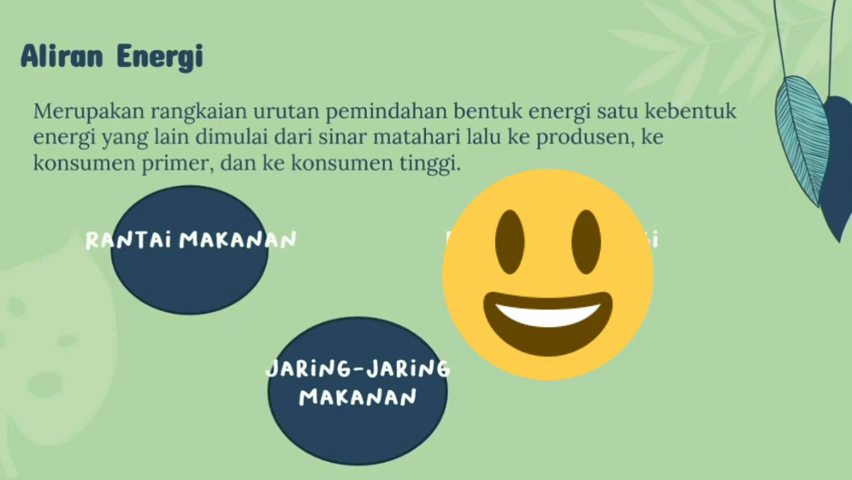 Aliran Energi
Merupakan rangkaian urutan pemindahan bentuk energi satu kebentuk
energi yang lain dimulai dari sinar matahari lalu ke produsen, ke
konsumen primer, dan ke konsumen tinggi.
RANTAI MAKANAN
JARING-JARING
MAKANAN